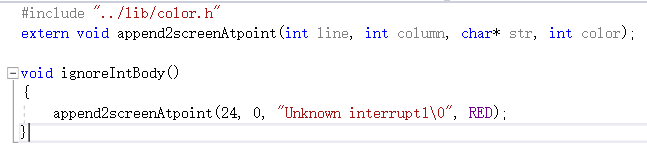 #include "../lib/color.h"
extern void append2screenAtpoint(int line, int column, char* str, int color);
void ignoreIntBody()
{
append2screenAtpoint(24, 0, "Unknown interrupt1\0", RED);
}